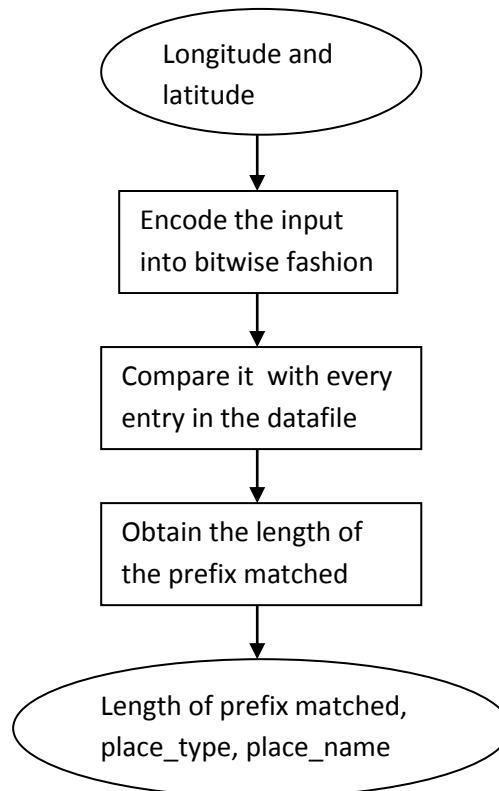 Longitude and
latitude
Encode the input
into bitwise fashion
Compare it  with every
entry in the datafile
Obtain the length of
the prefix matched
Length of prefix matched,
place_type, place_name